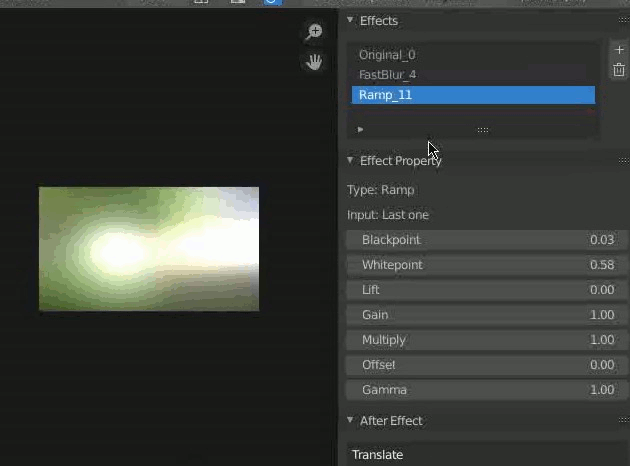 Effects
Original_0
FastBlur_4
Ramp_11
Effect Property
Type: Ramp
Input: Last one
Blackpoint 0.03
Whitepoint 0.58
Lift 0.00
Gain 1.00
Multiply 1.00
Offset 0.00
Gamma 1.00
After Effect
Translate